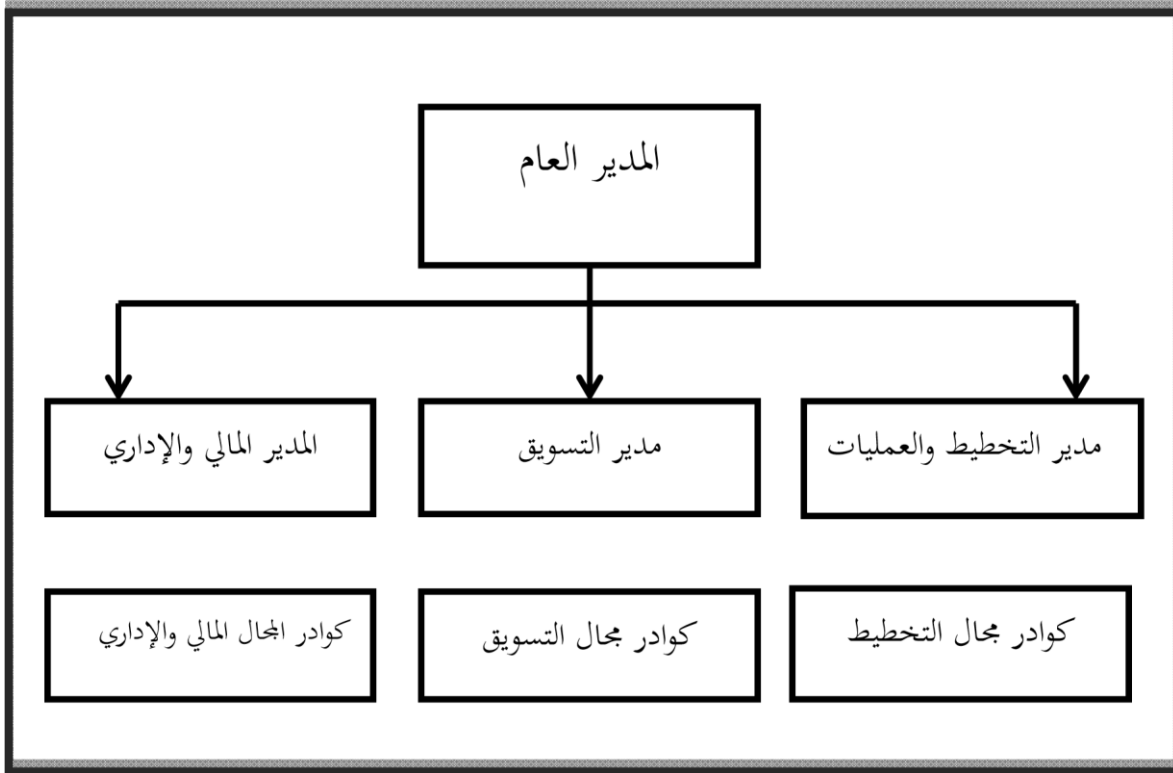 المدير العام
مدير التخطيط والعمليات
مدير التسويق
المدير المالي والإداري
كوادر مجال التخطيط
كوادر مجال التسويق
كوادر المجال المالي والإداري